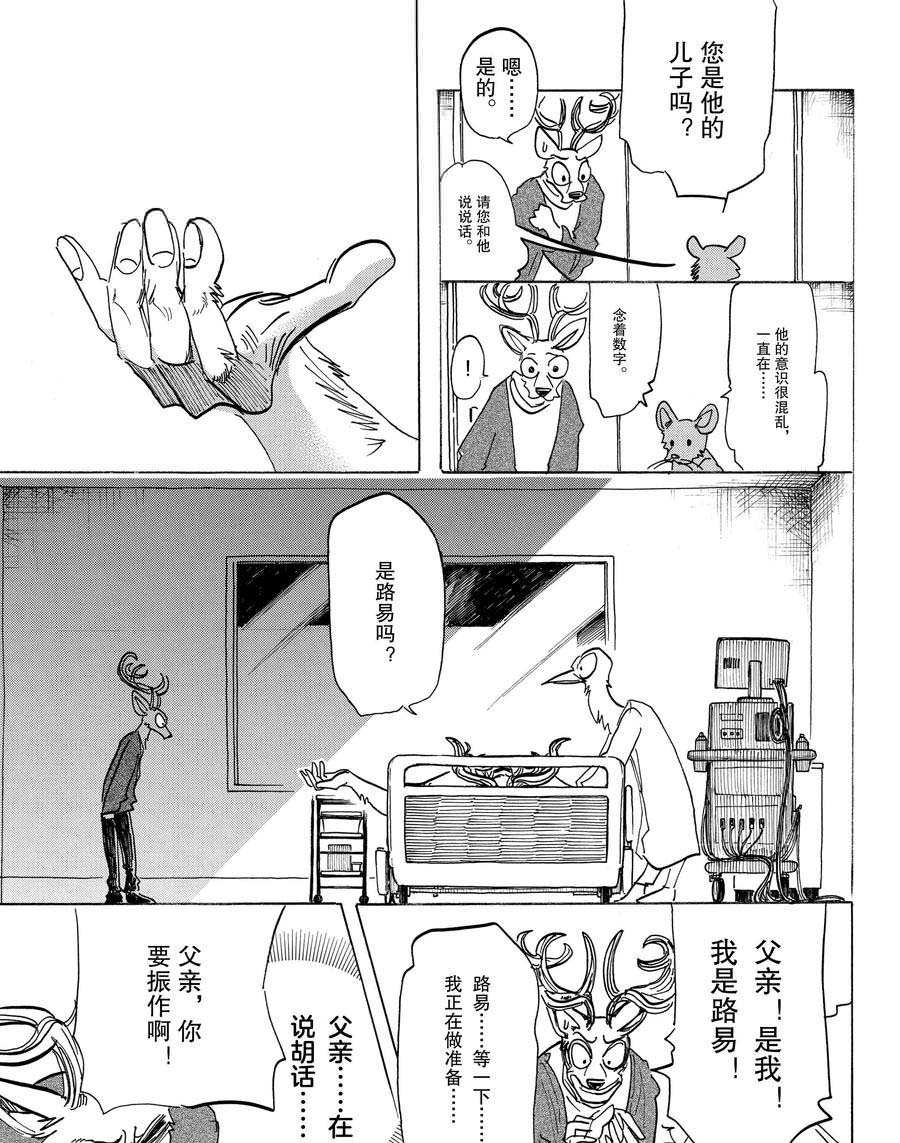 您是他的
儿子吗？
嗯……
是的。
请您和他
说说话。
他的意识很混乱，
一直在……
念着数字。
！
是路易吗？
父亲！是我！
我是路易！
路易……等一下……
我正在做准备……
父亲……在
说胡话……
父亲，你
要振作啊！